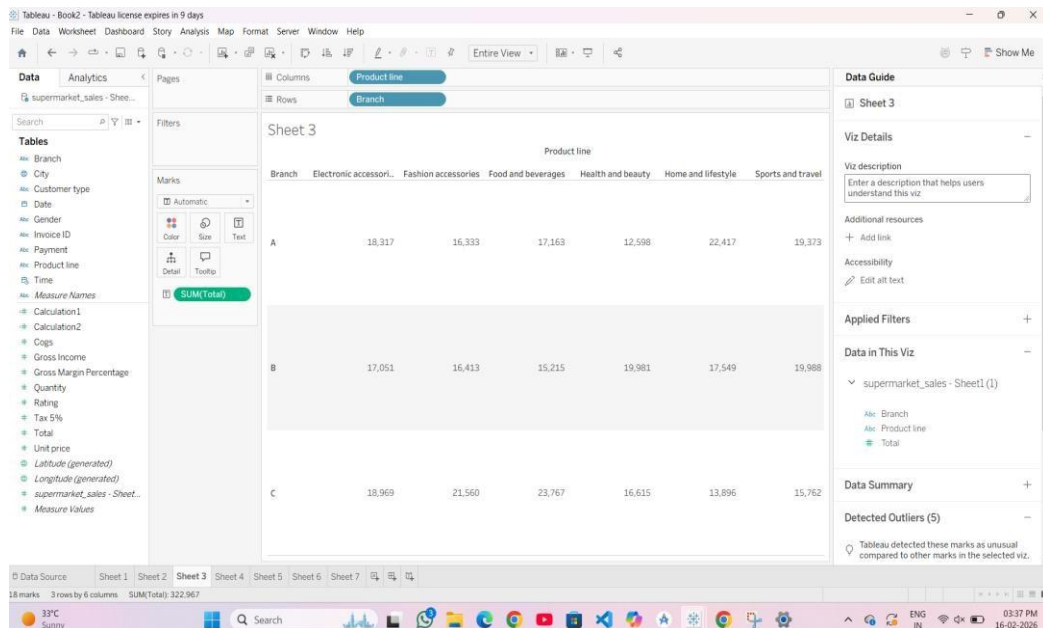 Tableau - Book2 - Tableau license expires in 9 days
File Data Worksheet Dashboard Story Analysis Map Format Server Window Help
Entire View
Show Me
Data Analytics
supermarket_sales - Shee...
Search
Tables
Abc Branch
City
Abc Customer type
Date
Abc Gender
Abc Invoice ID
Abc Payment
Abc Product line
Time
Abc Measure Names
Calculation1
Calculation2
Cogs
Gross Income
Gross Margin Percentage
Quantity
Rating
Tax 5%
Total
Unit price
Latitude (generated)
Longitude (generated)
supermarket_sales - Sheet...
Measure Values
Pages
Filters
Marks
Automatic
Color Size Text
Detail Tooltip
SUM(Total)
Columns Product line
Rows Branch
Sheet 3
Product line
Branch Electronic accessori.. Fashion accessories Food and beverages Health and beauty Home and lifestyle Sports and travel
A 18,317 16,333 17,163 12,598 22,417 19,373
B 17,051 16,413 15,215 19,981 17,549 19,988
C 18,969 21,560 23,767 16,615 13,896 15,762
Data Guide
Sheet 3
Viz Details
Viz description
Enter a description that helps users
understand this viz
Additional resources
+ Add link
Accessibility
Edit alt text
Applied Filters
Data in This Viz
supermarket_sales - Sheet1 (1)
Abc Branch
Abc Product line
Total
Data Summary
Detected Outliers (5)
Tableau detected these marks as unusual
compared to other marks in the selected viz.
Data Source Sheet 1 Sheet 2 Sheet 3 Sheet 4 Sheet 5 Sheet 6 Sheet 7
18 marks 3 rows by 6 columns SUM(Total): 322,967
33°C
Sunny
Search
ENG
IN
03:37 PM
16-02-2026